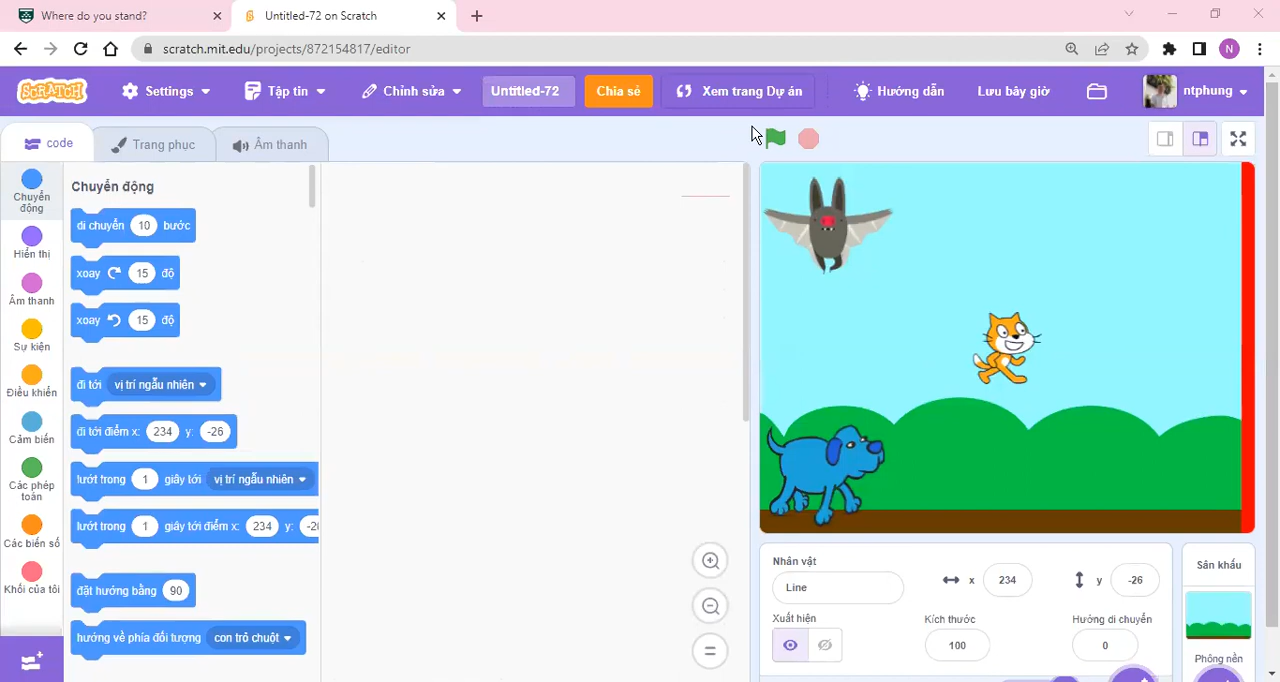 Where do you stand?
Untitled-72 on Scratch
scratch.mit.edu/projects/872154817/editor
N
SCRATCH
Settings
Tập tin
Chỉnh sửa
Untitled-72
Chia sẻ
Xem trang Dự án
Hướng dẫn
Lưu bây giờ
ntphung
code
Trang phục
Âm thanh
Chuyển động
Hiển thị
Âm thanh
Sự kiện
Điều khiển
Cảm biến
Các phép toán
Các biến số
Khối của tôi
Chuyển động
di chuyển 10 bước
xoay 15 độ
xoay 15 độ
đi tới vị trí ngẫu nhiên
đi tới điểm x: 234 y: -26
lướt trong 1 giây tới vị trí ngẫu nhiên
lướt trong 1 giây tới điểm x: 234 y: -26
đặt hướng bằng 90
hướng về phía đối tượng con trỏ chuột
Nhân vật
Line
x 234
y -26
Xuất hiện
Kích thước
100
Hướng di chuyển
0
Sân khấu
Phông nền